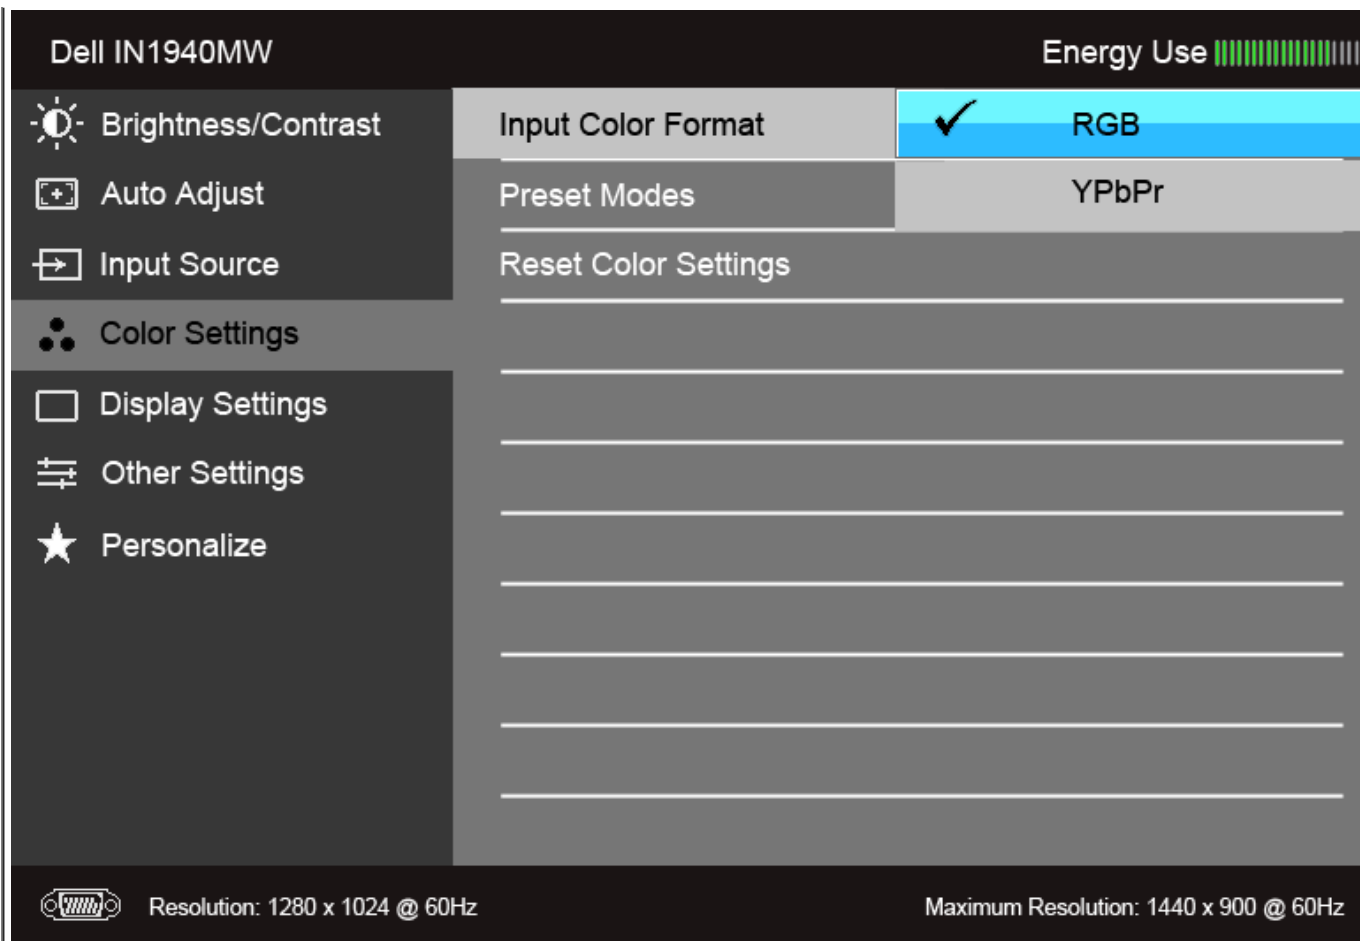 Dell IN1940MW Energy Use
Brightness/Contrast Input Color Format RGB
Auto Adjust Preset Modes YPbPr
Input Source Reset Color Settings
Color Settings
Display Settings
Other Settings
Personalize
Resolution: 1280 x 1024 @ 60Hz Maximum Resolution: 1440 x 900 @ 60Hz